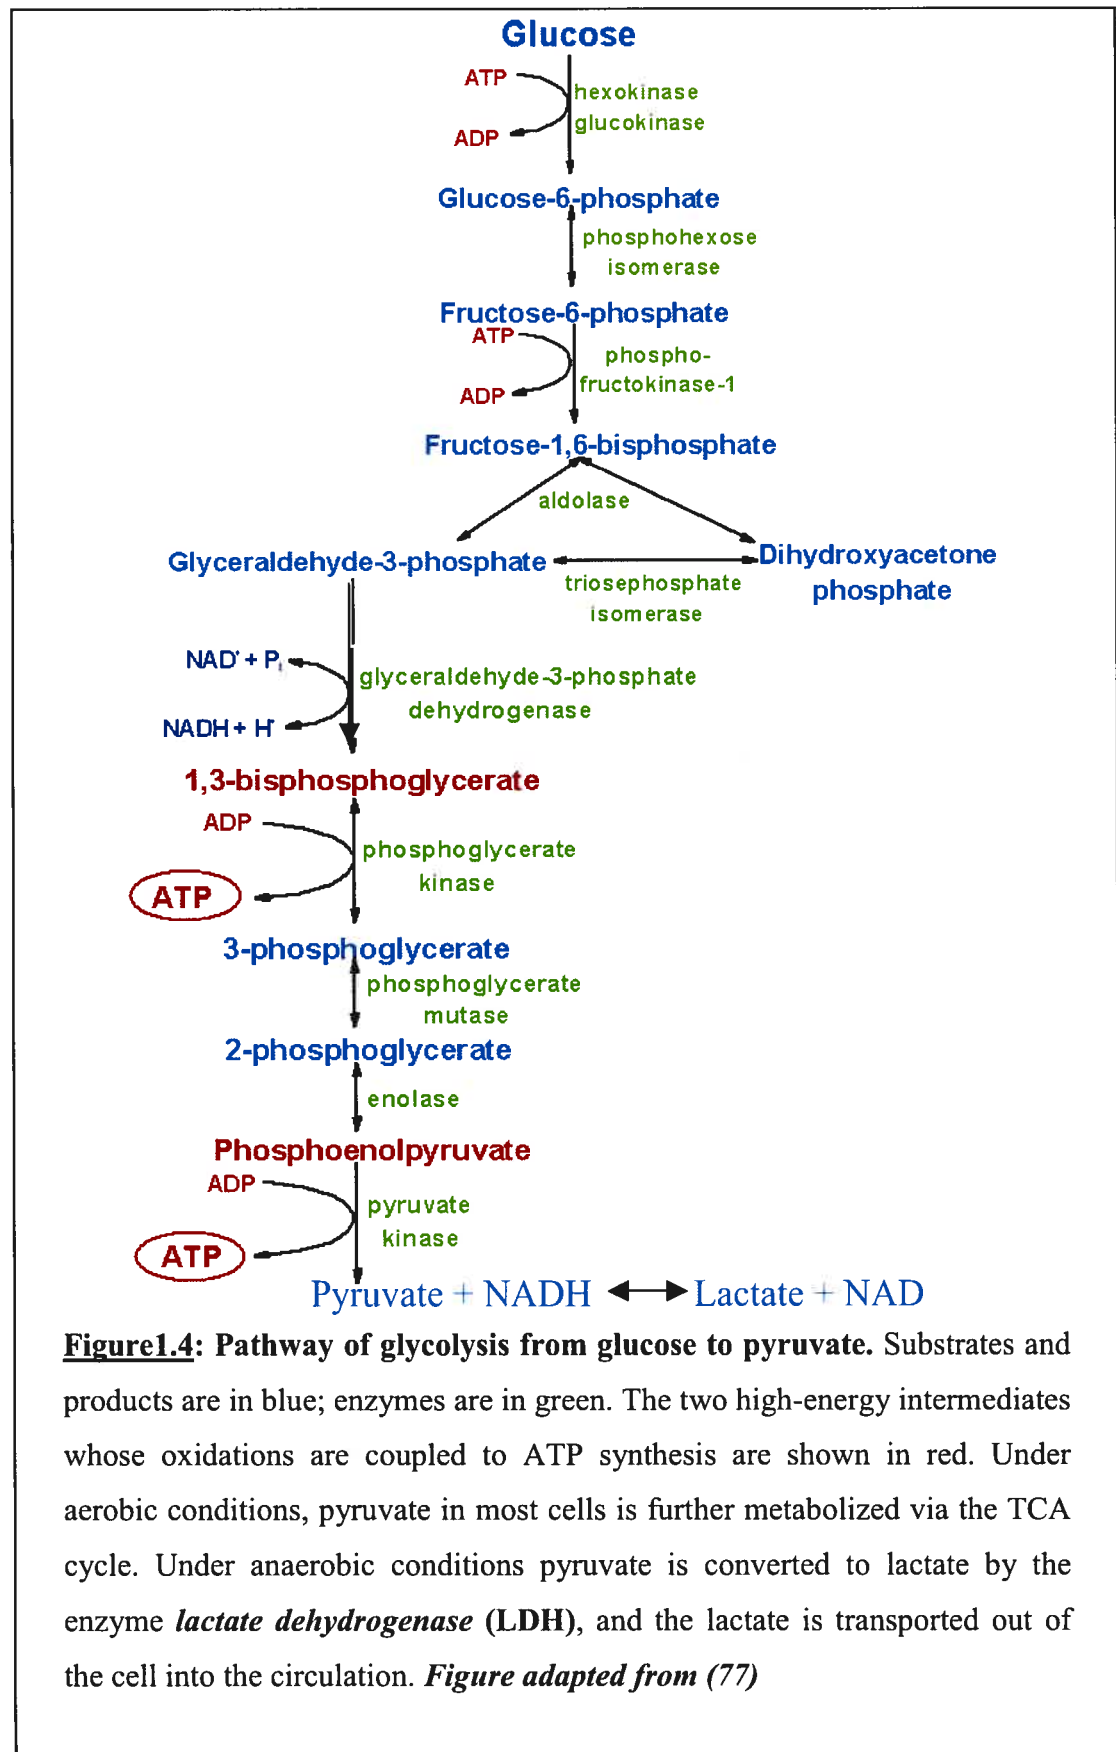 Glucose
ATP
hexokinase
glucokinase
ADP
Glucose-6-phosphate
phosphohexose
isomerase
Fructose-6-phosphate
ATP
phospho-
fructokinase-1
ADP
Fructose-1,6-bisphosphate
aldolase
Glyceraldehyde-3-phosphate
Dihydroxyacetone
phosphate
triosephosphate
isomerase
NAD⁺ + Pᵢ
glyceraldehyde-3-phosphate
dehydrogenase
NADH + H⁺
1,3-bisphosphoglycerate
ADP
phosphoglycerate
kinase
ATP
3-phosphoglycerate
phosphoglycerate
mutase
2-phosphoglycerate
enolase
Phosphoenolpyruvate
ADP
pyruvate
kinase
ATP
Pyruvate + NADH ↔ Lactate + NAD
Figure1.4: Pathway of glycolysis from glucose to pyruvate. Substrates and
products are in blue; enzymes are in green. The two high-energy intermediates
whose oxidations are coupled to ATP synthesis are shown in red. Under
aerobic conditions, pyruvate in most cells is further metabolized via the TCA
cycle. Under anaerobic conditions pyruvate is converted to lactate by the
enzyme lactate dehydrogenase (LDH), and the lactate is transported out of
the cell into the circulation. Figure adapted from (77)